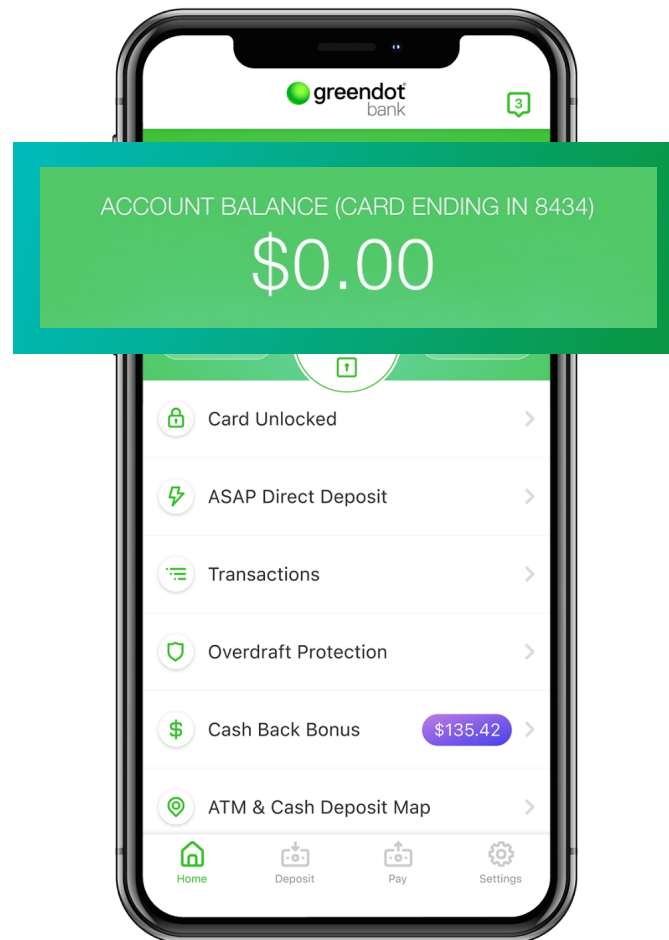 greendot
bank
3
ACCOUNT BALANCE (CARD ENDING IN 8434)
$0.00
Card Unlocked
ASAP Direct Deposit
Transactions
Overdraft Protection
Cash Back Bonus $135.42
ATM & Cash Deposit Map
Home Deposit Pay Settings